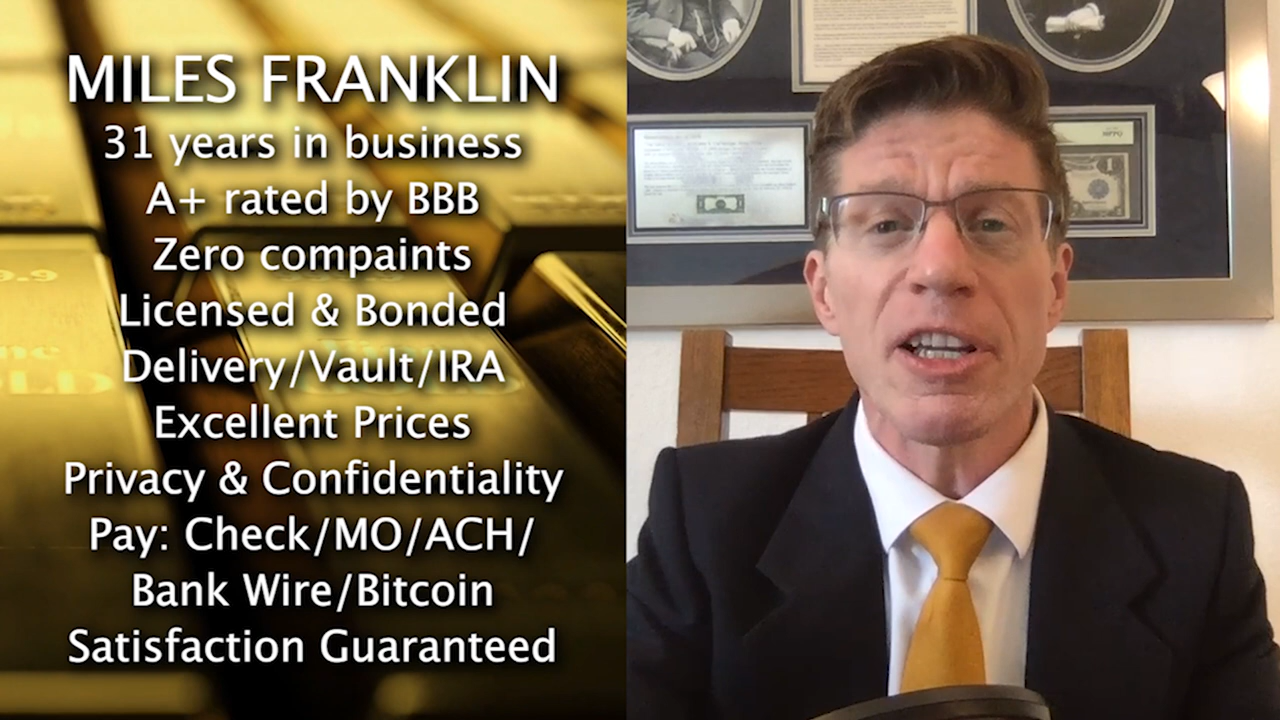 MILES FRANKLIN
31 years in business
A+ rated by BBB
Zero compaints
Licensed & Bonded
Delivery/Vault/IRA
Excellent Prices
Privacy & Confidentiality
Pay: Check/MO/ACH/
Bank Wire/Bitcoin
Satisfaction Guaranteed